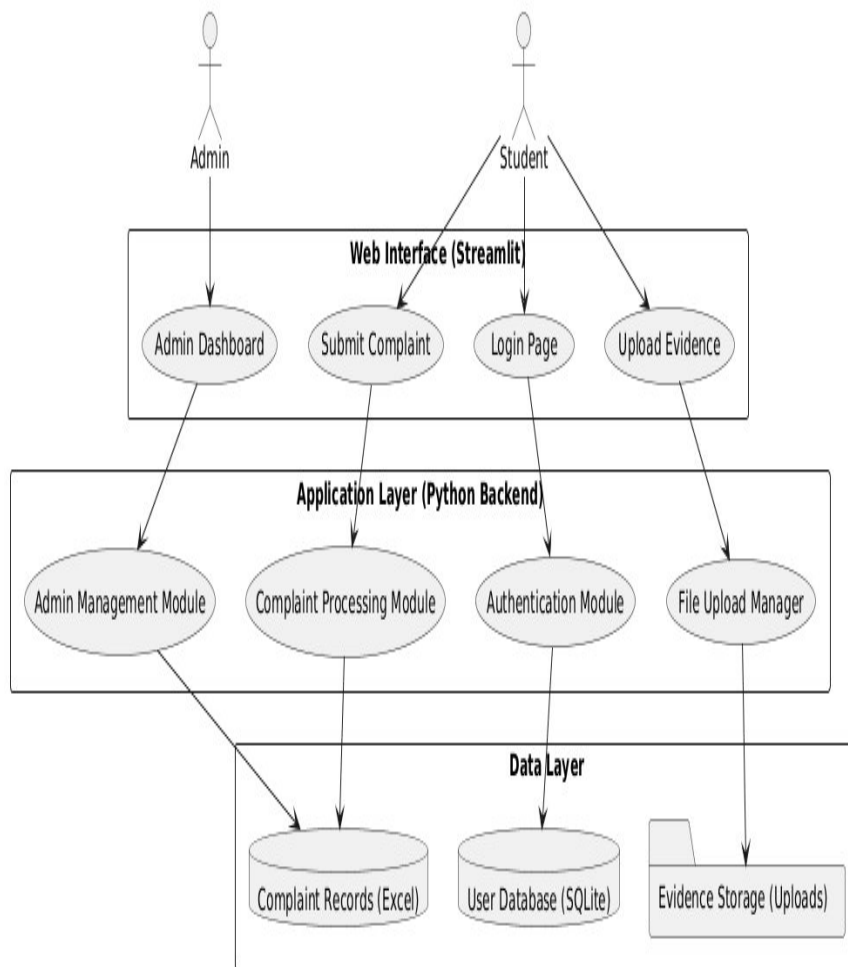 Admin
Student
Web Interface (Streamlit)
Admin Dashboard
Submit Complaint
Login Page
Upload Evidence
Application Layer (Python Backend)
Admin Management Module
Complaint Processing Module
Authentication Module
File Upload Manager
Data Layer
Complaint Records (Excel)
User Database (SQLite)
Evidence Storage (Uploads)